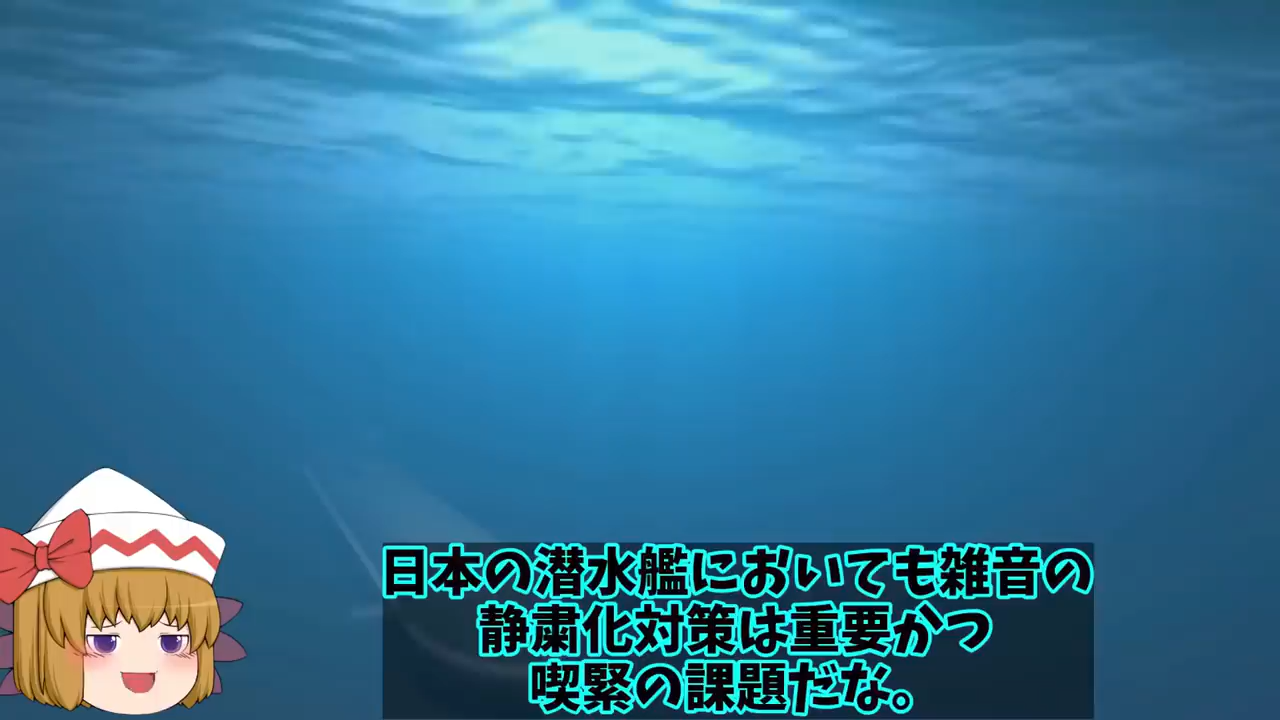 日本の潜水艦においても雑音の
静粛化対策は重要かつ
喫緊の課題だな。